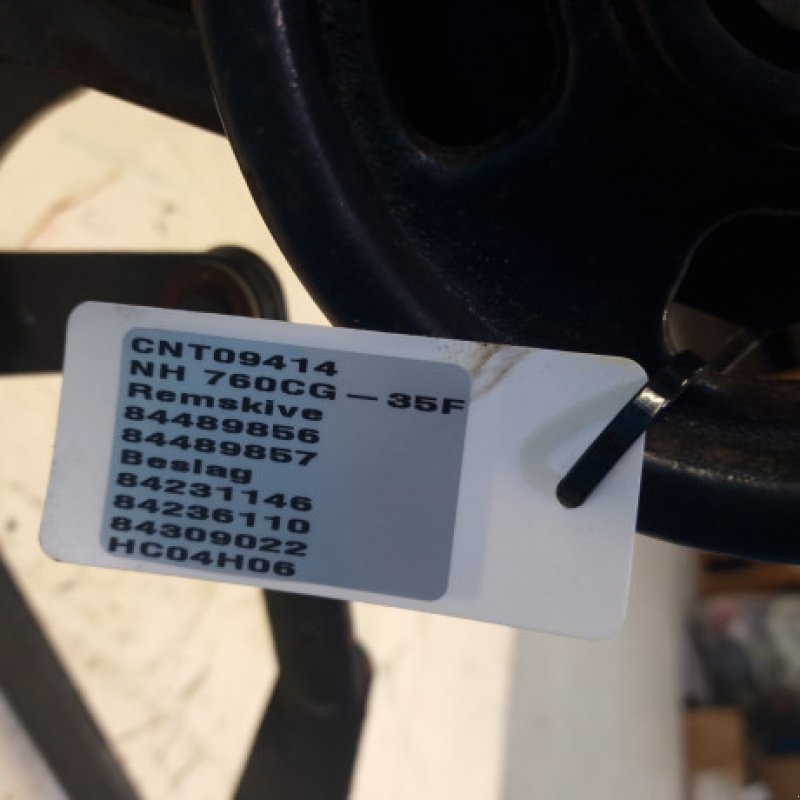 CNT09414
NH 760CG - 35F
Remskive
84489856
84489857
Beslag
84231146
84236110
84309022
HC04H06